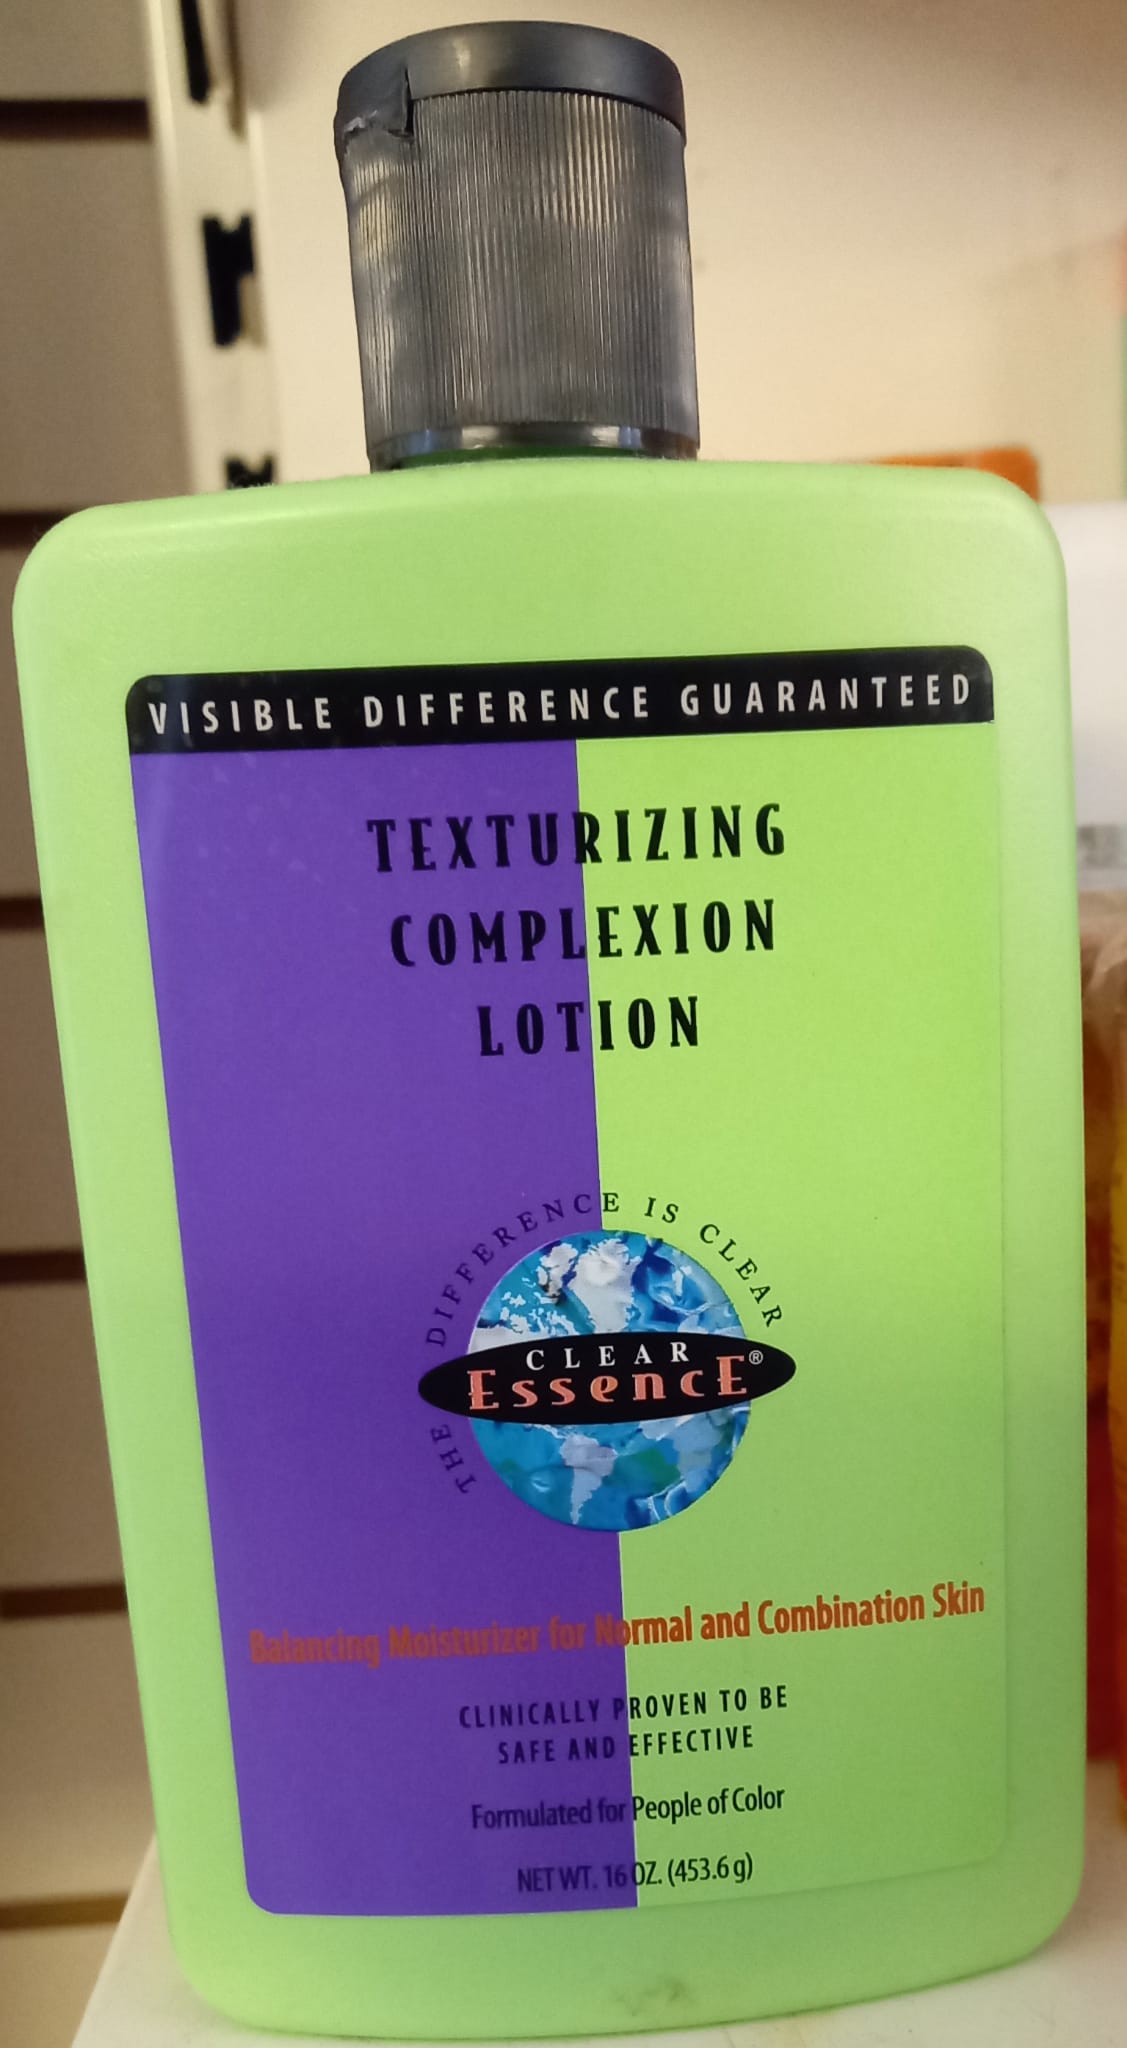 VISIBLE DIFFERENCE GUARANTEED
TEXTURIZING
COMPLEXION
LOTION
THE DIFFERENCE IS CLEAR
CLEAR
EssencE®
Balancing Moisturizer for Normal and Combination Skin
CLINICALLY PROVEN TO BE
SAFE AND EFFECTIVE
Formulated for People of Color
NET WT. 16 OZ. (453.6 g)